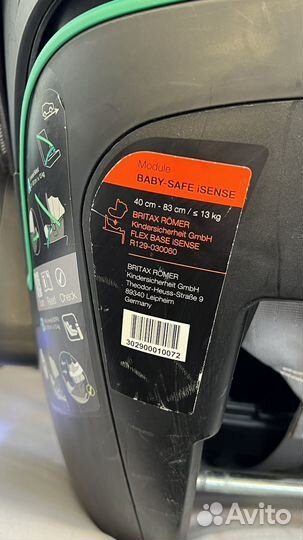 Module
BABY-SAFE iSENSE
40 cm - 83 cm / ≤ 13 kg
BRITAX RÖMER
Kindersicherheit GmbH
FLEX BASE iSENSE
R129-030060
BRITAX RÖMER
Kindersicherheit GmbH
Theodor-Heuss-Straße 9
89340 Leipheim
Germany
302900010072
Read
Check
Avito